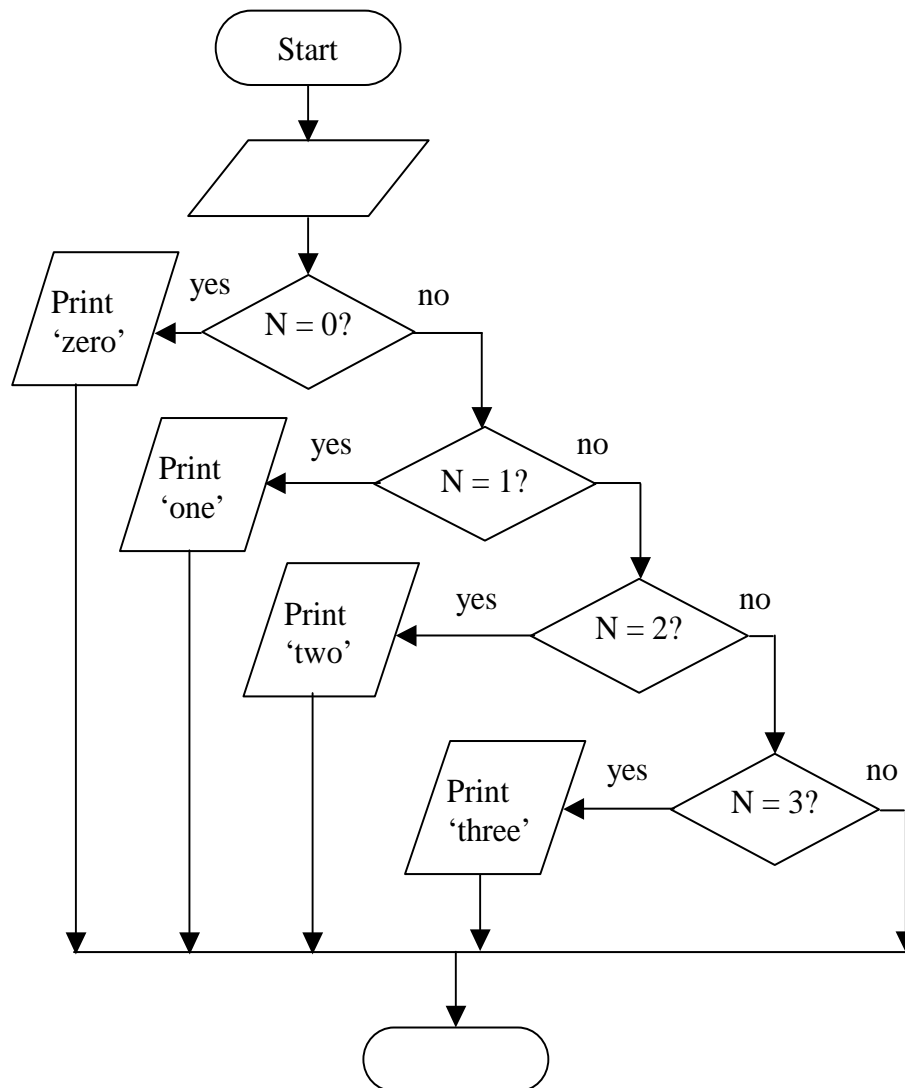 Start
yes
no
Print
‘zero’
N = 0?
yes
no
Print
‘one’
N = 1?
yes
no
Print
‘two’
N = 2?
yes
no
Print
‘three’
N = 3?